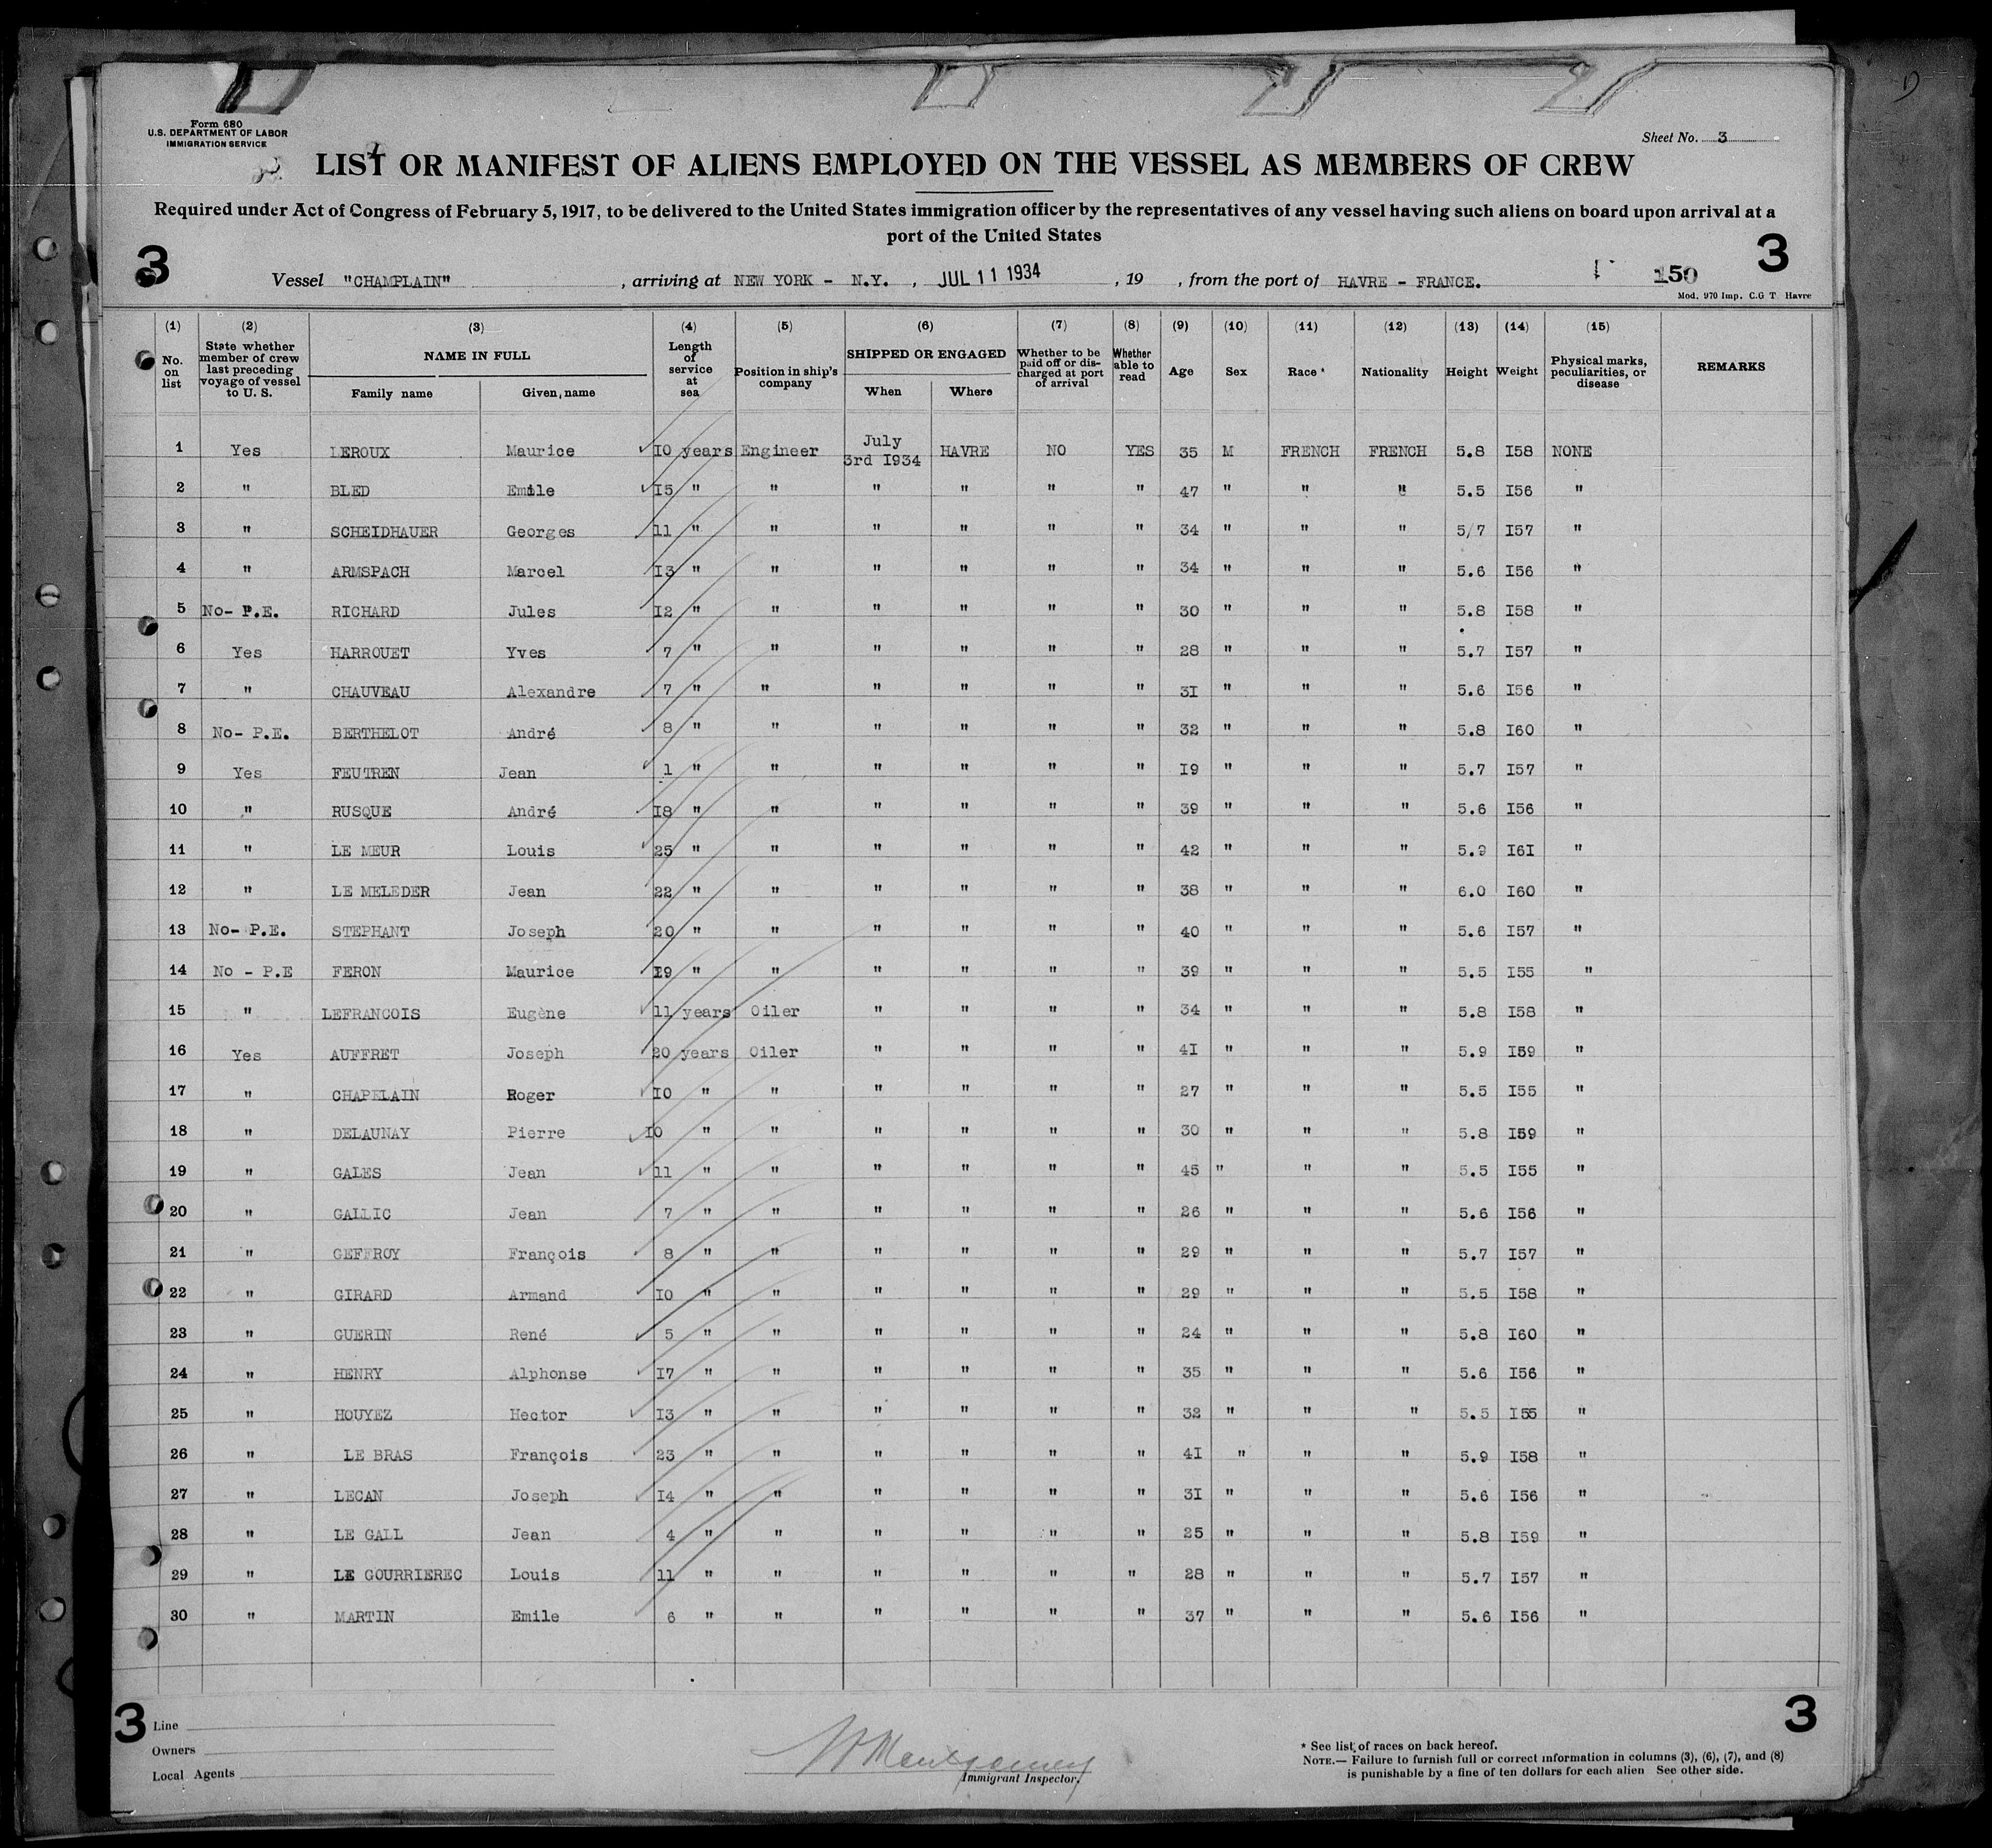 Form 680
U.S. DEPARTMENT OF LABOR
IMMIGRATION SERVICE
Sheet No. 3
LIST OR MANIFEST OF ALIENS EMPLOYED ON THE VESSEL AS MEMBERS OF CREW
Required under Act of Congress of February 5, 1917, to be delivered to the United States immigration officer by the representatives of any vessel having such aliens on board upon arrival at a
port of the United States
3 3
Vessel "CHAMPLAIN" , arriving at NEW YORK - N.Y. , JUL 11 1934 , 19 , from the port of HAVRE - FRANCE. 150
Mod. 970 Imp. C.G.T. Havre
(1) (2) (3) (4) (5) (6) (7) (8) (9) (10) (11) (12) (13) (14) (15)
No. on list State whether member of crew last preceding voyage of vessel to U. S. NAME IN FULL Family name Given name Length of service at sea Position in ship's company SHIPPED OR ENGAGED When Where Whether to be paid off or discharged at port of arrival Whether able to read Age Sex Race * Nationality Height Weight Physical marks, peculiarities, or disease REMARKS
1 Yes LEROUX Maurice 10 years Engineer July 3rd 1934 HAVRE NO YES 35 M FRENCH FRENCH 5.8 158 NONE
2 " BLED Emile 15 " " " " " " 47 " " " 5.5 156 "
3 " SCHEIDHAUER Georges 11 " " " " " " 34 " " " 5/7 157 "
4 " ARMSPACH Marcel 13 " " " " " " 34 " " " 5.6 156 "
5 No- P.E. RICHARD Jules 12 " " " " " " 30 " " " 5.8 158 "
6 Yes HARROUET Yves 7 " " " " " " 28 " " " 5.7 157 "
7 " CHAUVEAU Alexandre 7 " " " " " " 31 " " " 5.6 156 "
8 No- P.E. BERTHELOT André 8 " " " " " " 32 " " " 5.8 160 "
9 Yes FEUTREN Jean 1 " " " " " " 19 " " " 5.7 157 "
10 " RUSQUE André 18 " " " " " " 39 " " " 5.6 156 "
11 " LE MEUR Louis 25 " " " " " " 42 " " " 5.9 161 "
12 " LE MELEDER Jean 22 " " " " " " 38 " " " 6.0 160 "
13 No- P.E. STEPHANT Joseph 20 " " " " " " 40 " " " 5.6 157 "
14 No - P.E FERON Maurice 19 " " " " " " 39 " " " 5.5 155 "
15 " LEFRANCOIS Eugène 11 years Oiler " " " " 34 " " " 5.8 158 "
16 Yes AUFFRET Joseph 20 years Oiler " " " " 41 " " " 5.9 159 "
17 " CHAPELAIN Roger 10 " " " " " " 27 " " " 5.5 155 "
18 " DELAUNAY Pierre 10 " " " " " " 30 " " " 5.8 159 "
19 " GALES Jean 11 " " " " " " 45 " " " 5.5 155 "
20 " GALLIC Jean 7 " " " " " " 26 " " " 5.6 156 "
21 " GEFFROY François 8 " " " " " " 29 " " " 5.7 157 "
22 " GIRARD Armand 10 " " " " " " 29 " " " 5.5 158 "
23 " GUERIN René 5 " " " " " " 24 " " " 5.8 160 "
24 " HENRY Alphonse 17 " " " " " " 35 " " " 5.6 156 "
25 " HOUYEZ Hector 13 " " " " " " 32 " " " 5.5 155 "
26 " LE BRAS François 23 " " " " " " 41 " " " 5.9 158 "
27 " LECAN Joseph 14 " " " " " " 31 " " " 5.6 156 "
28 " LE GALL Jean 4 " " " " " " 25 " " " 5.8 159 "
29 " LE GOURRIEREC Louis 11 " " " " " " 28 " " " 5.7 157 "
30 " MARTIN Emile 6 " " " " " " 37 " " " 5.6 156 "
3 3
Line
Owners
Local Agents
Montgomery
Immigrant Inspector.
* See list of races on back hereof.
NOTE.— Failure to furnish full or correct information in columns (3), (6), (7), and (8)
is punishable by a fine of ten dollars for each alien See other side.